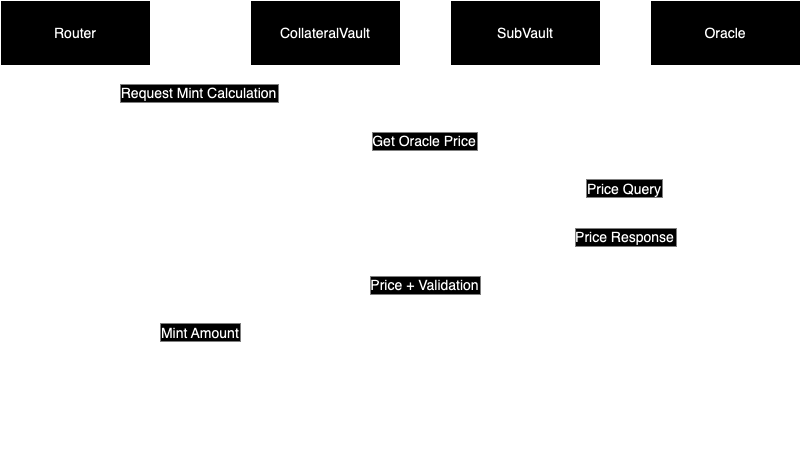 Router
CollateralVault
SubVault
Oracle
Request Mint Calculation
Get Oracle Price
Price Query
Price Response
Price + Validation
Mint Amount